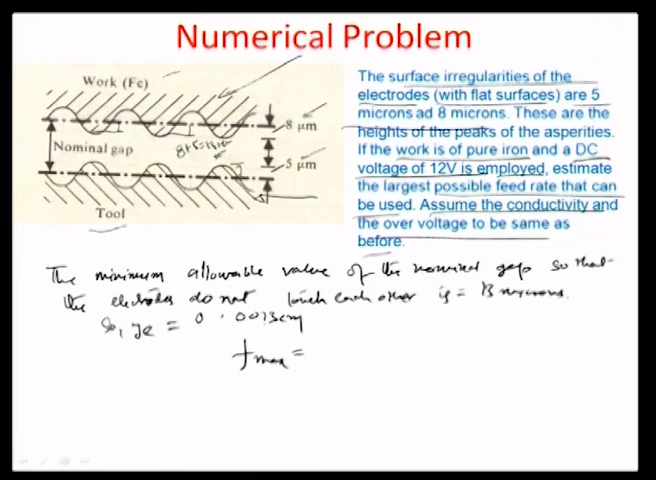 Numerical Problem
Work (Fe)
8 μm
8+5=13μm
Nominal gap
5 μm
Tool
The surface irregularities of the
electrodes (with flat surfaces) are 5
microns ad 8 microns. These are the
heights of the peaks of the asperities.
If the work is of pure iron and a DC
voltage of 12V is employed, estimate
the largest possible feed rate that can
be used. Assume the conductivity and
the over voltage to be same as
before.
The minimum allowable value of the nominal gap so that
the electrodes do not touch each other is = 13 microns.
So, ye = 0.0013cm
fmax =